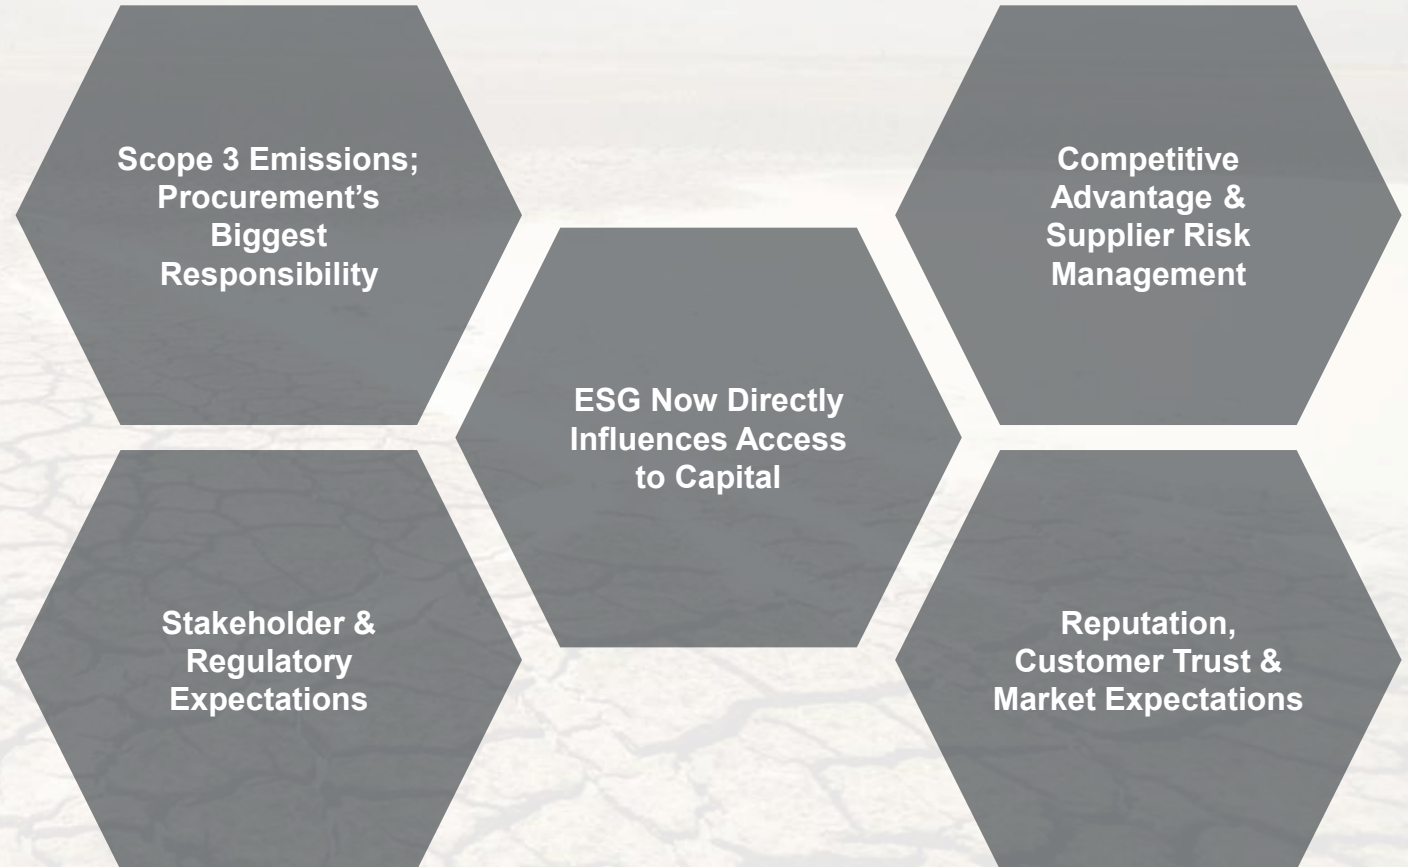 Scope 3 Emissions;
Procurement’s
Biggest
Responsibility
Competitive
Advantage &
Supplier Risk
Management
ESG Now Directly
Influences Access
to Capital
Stakeholder &
Regulatory
Expectations
Reputation,
Customer Trust &
Market Expectations